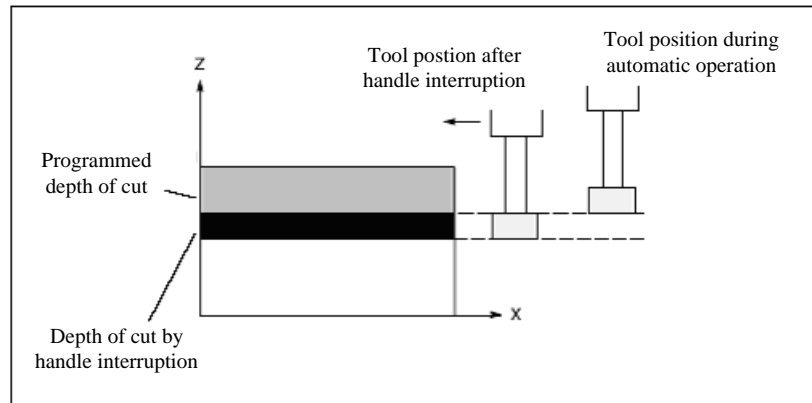 Tool postion after
handle interruption
Tool position during
automatic operation
Z
Programmed
depth of cut
X
Depth of cut by
handle interruption